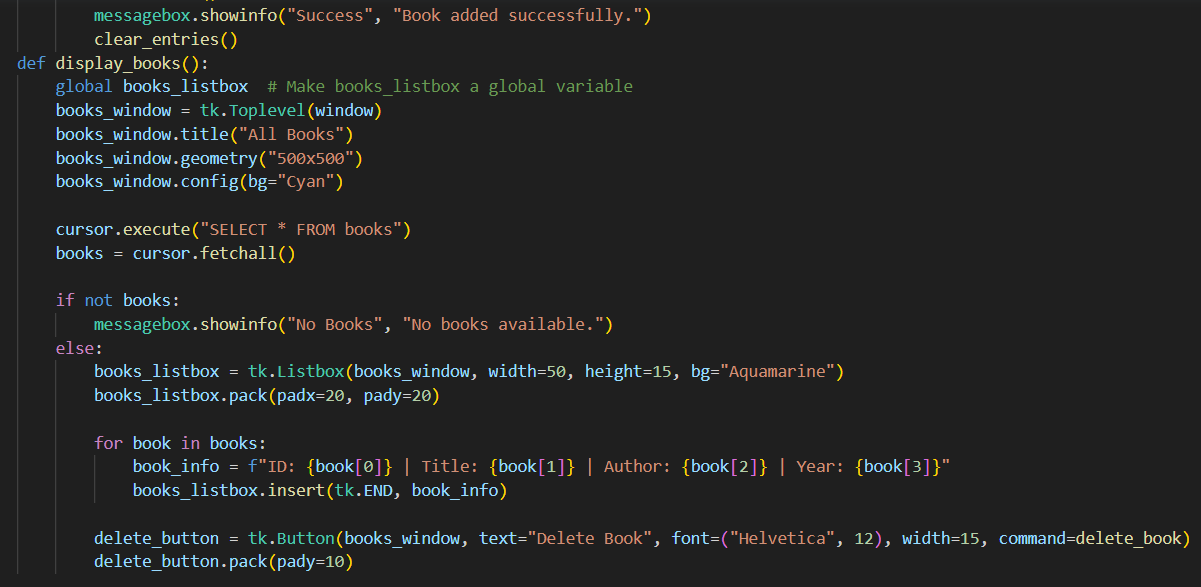 messagebox.showinfo("Success", "Book added successfully.")
clear_entries()
def display_books():
global books_listbox  # Make books_listbox a global variable
books_window = tk.Toplevel(window)
books_window.title("All Books")
books_window.geometry("500x500")
books_window.config(bg="Cyan")
cursor.execute("SELECT * FROM books")
books = cursor.fetchall()
if not books:
messagebox.showinfo("No Books", "No books available.")
else:
books_listbox = tk.Listbox(books_window, width=50, height=15, bg="Aquamarine")
books_listbox.pack(padx=20, pady=20)
for book in books:
book_info = f"ID: {book[0]} | Title: {book[1]} | Author: {book[2]} | Year: {book[3]}"
books_listbox.insert(tk.END, book_info)
delete_button = tk.Button(books_window, text="Delete Book", font=("Helvetica", 12), width=15, command=delete_book)
delete_button.pack(pady=10)